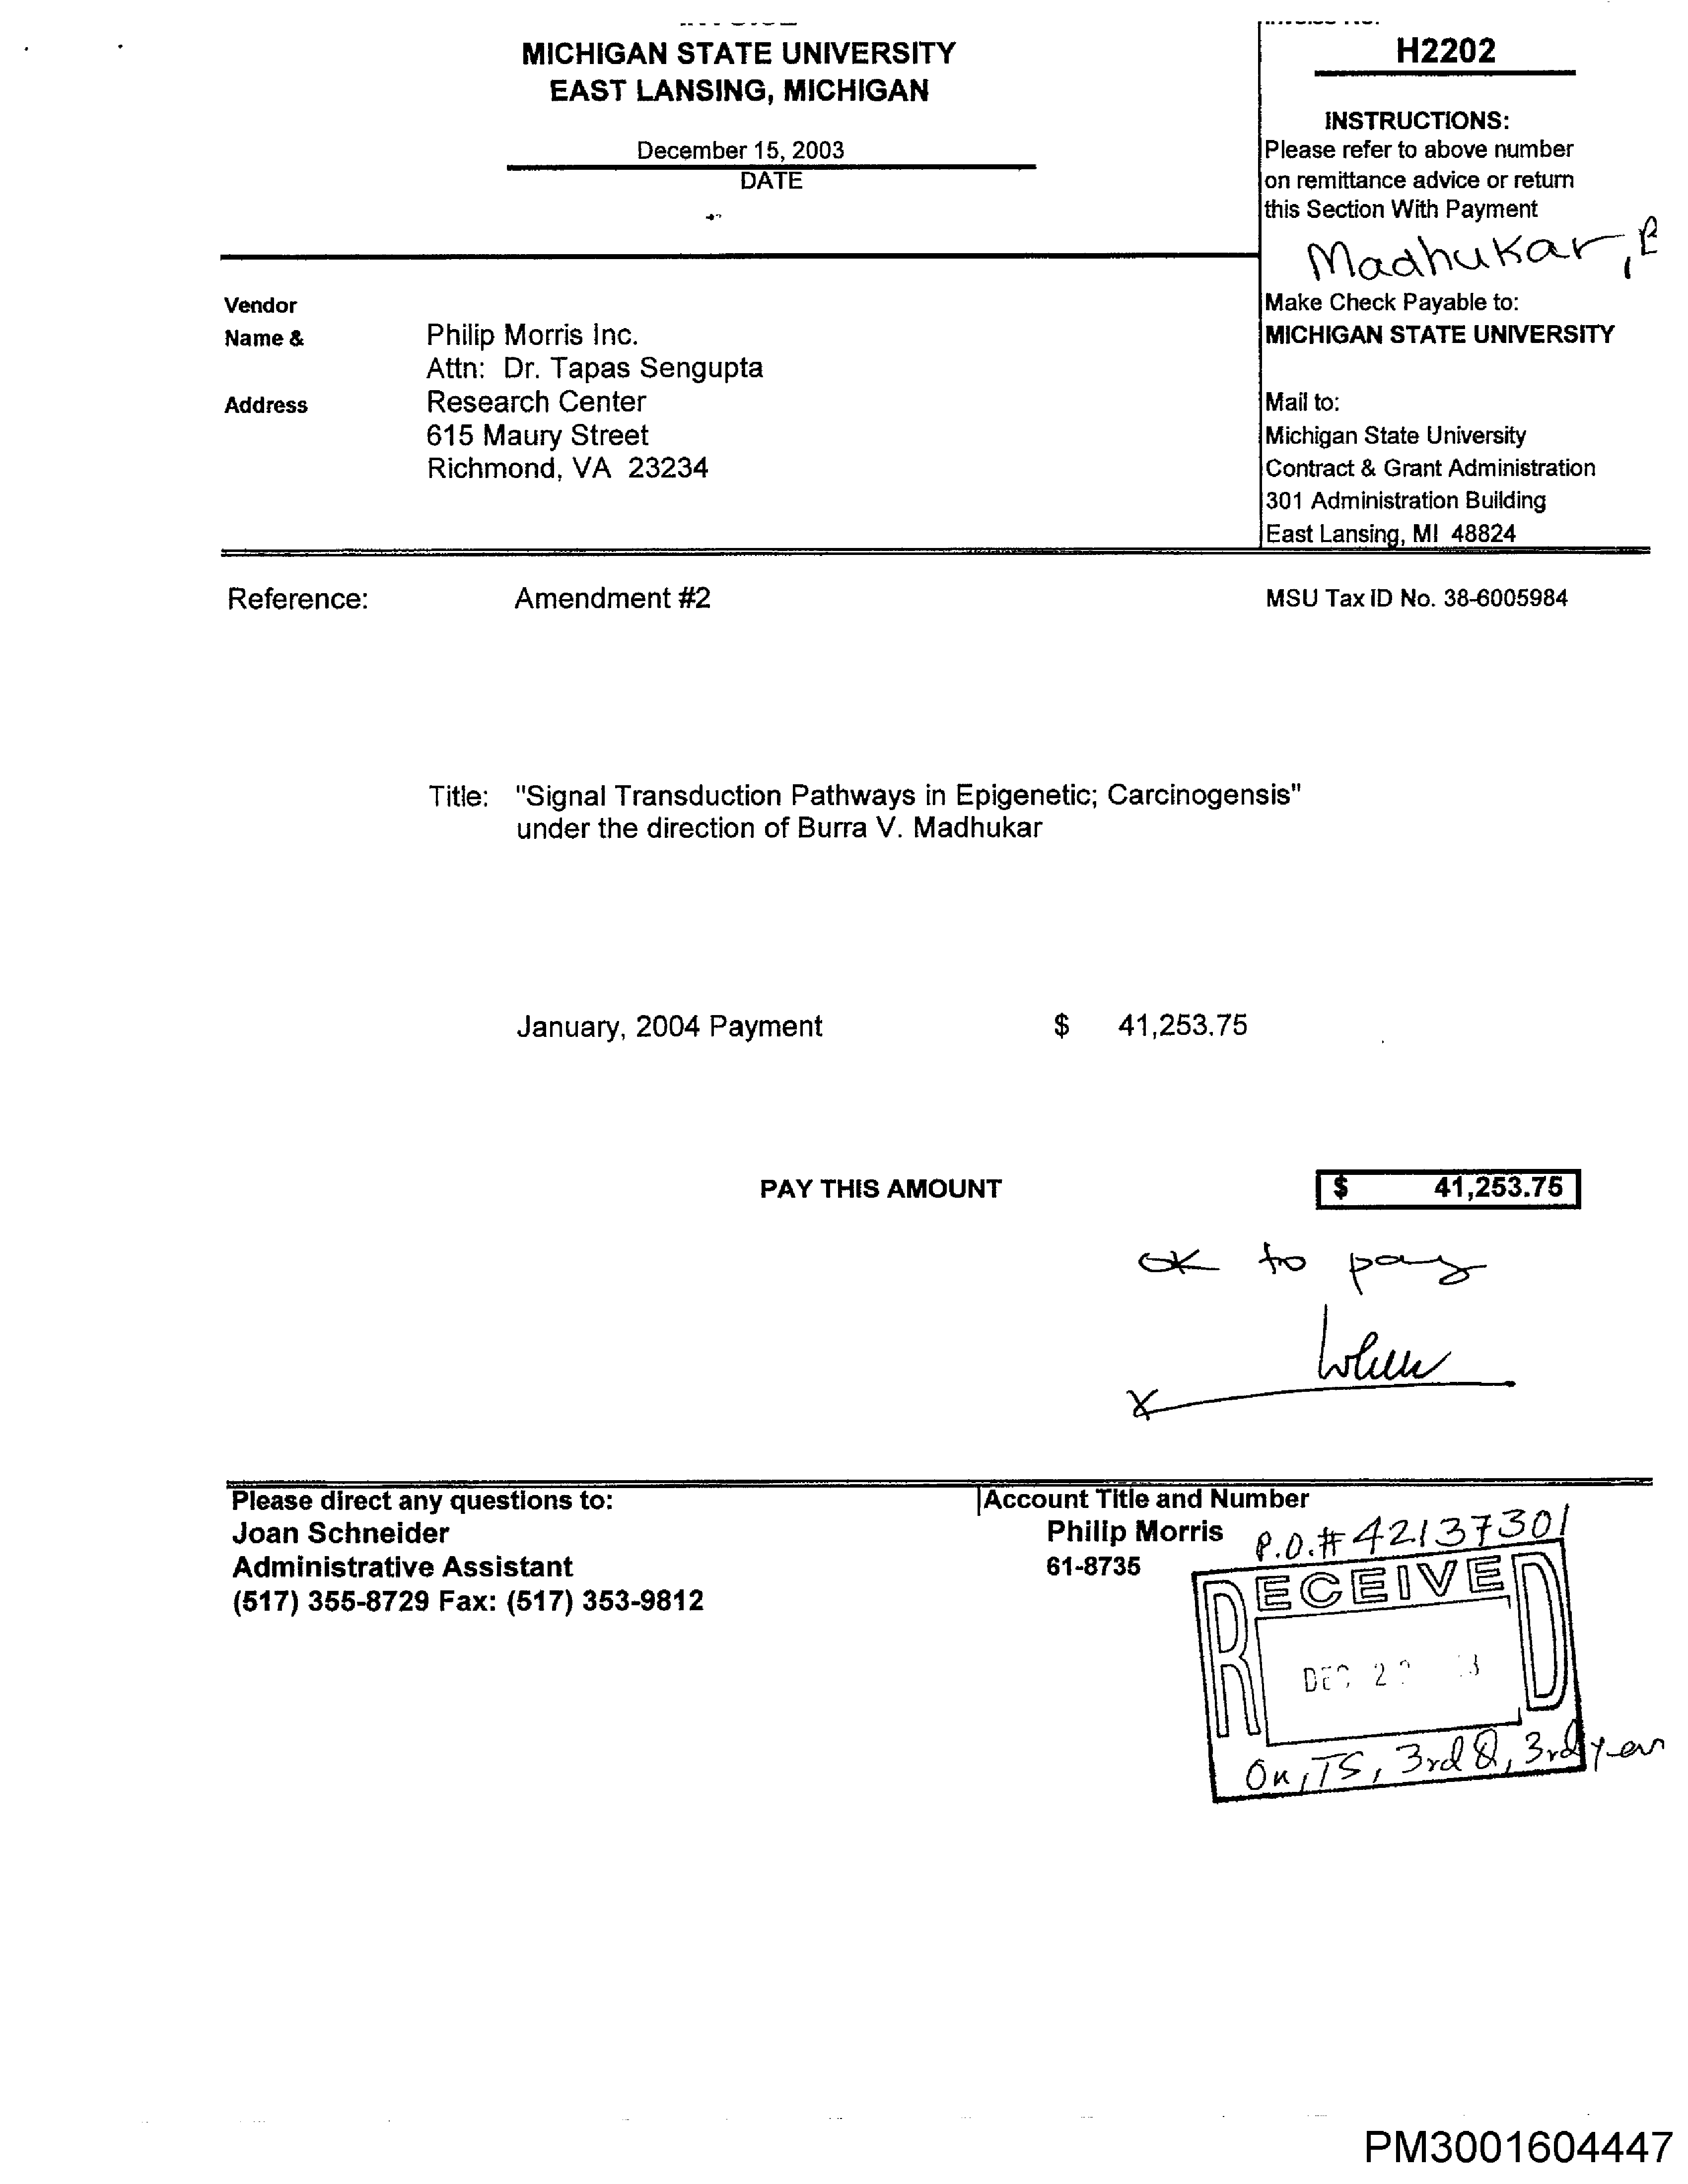 MICHIGAN STATE UNIVERSITY
EAST LANSING, MICHIGAN
December 15, 2003
DATE
H2202
INSTRUCTIONS:
Please refer to above number
on remittance advice or return
this Section With Payment
Madhukar, B
Make Check Payable to:
MICHIGAN STATE UNIVERSITY
Mail to:
Michigan State University
Contract & Grant Administration
301 Administration Building
East Lansing, MI 48824
Vendor
Name & Philip Morris Inc.
Attn: Dr. Tapas Sengupta
Address Research Center
615 Maury Street
Richmond, VA 23234
Reference: Amendment #2 MSU Tax ID No. 38-6005984
Title: "Signal Transduction Pathways in Epigenetic; Carcinogensis"
under the direction of Burra V. Madhukar
January, 2004 Payment $ 41,253.75
PAY THIS AMOUNT $ 41,253.75
OK to pay
X
Please direct any questions to:
Joan Schneider
Administrative Assistant
(517) 355-8729 Fax: (517) 353-9812
Account Title and Number
Philip Morris
61-8735
P.O.# 42137301
RECEIVED
DEC 2
TS, 3rd Q, 3rd year
PM3001604447